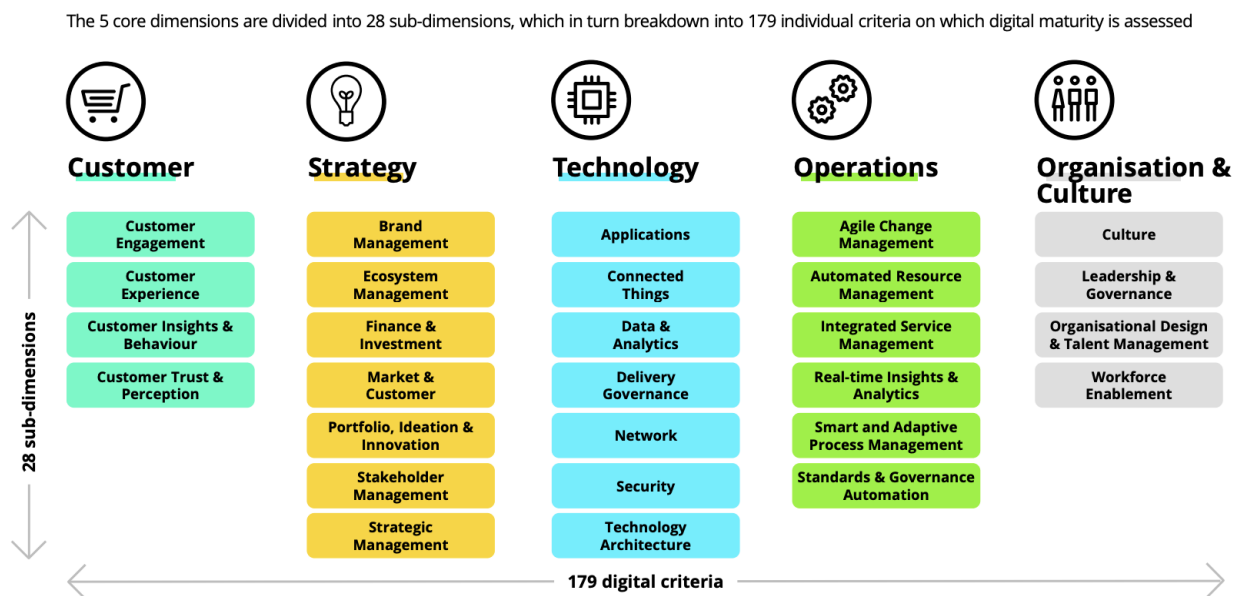 The 5 core dimensions are divided into 28 sub-dimensions, which in turn breakdown into 179 individual criteria on which digital maturity is assessed
Customer
Customer
Engagement
Customer
Experience
Customer Insights &
Behaviour
Customer Trust &
Perception
Strategy
Brand
Management
Ecosystem
Management
Finance &
Investment
Market &
Customer
Portfolio, Ideation &
Innovation
Stakeholder
Management
Strategic
Management
Technology
Applications
Connected
Things
Data &
Analytics
Delivery
Governance
Network
Security
Technology
Architecture
Operations
Agile Change
Management
Automated Resource
Management
Integrated Service
Management
Real-time Insights &
Analytics
Smart and Adaptive
Process Management
Standards & Governance
Automation
Organisation &
Culture
Culture
Leadership &
Governance
Organisational Design
& Talent Management
Workforce
Enablement
28 sub-dimensions
179 digital criteria